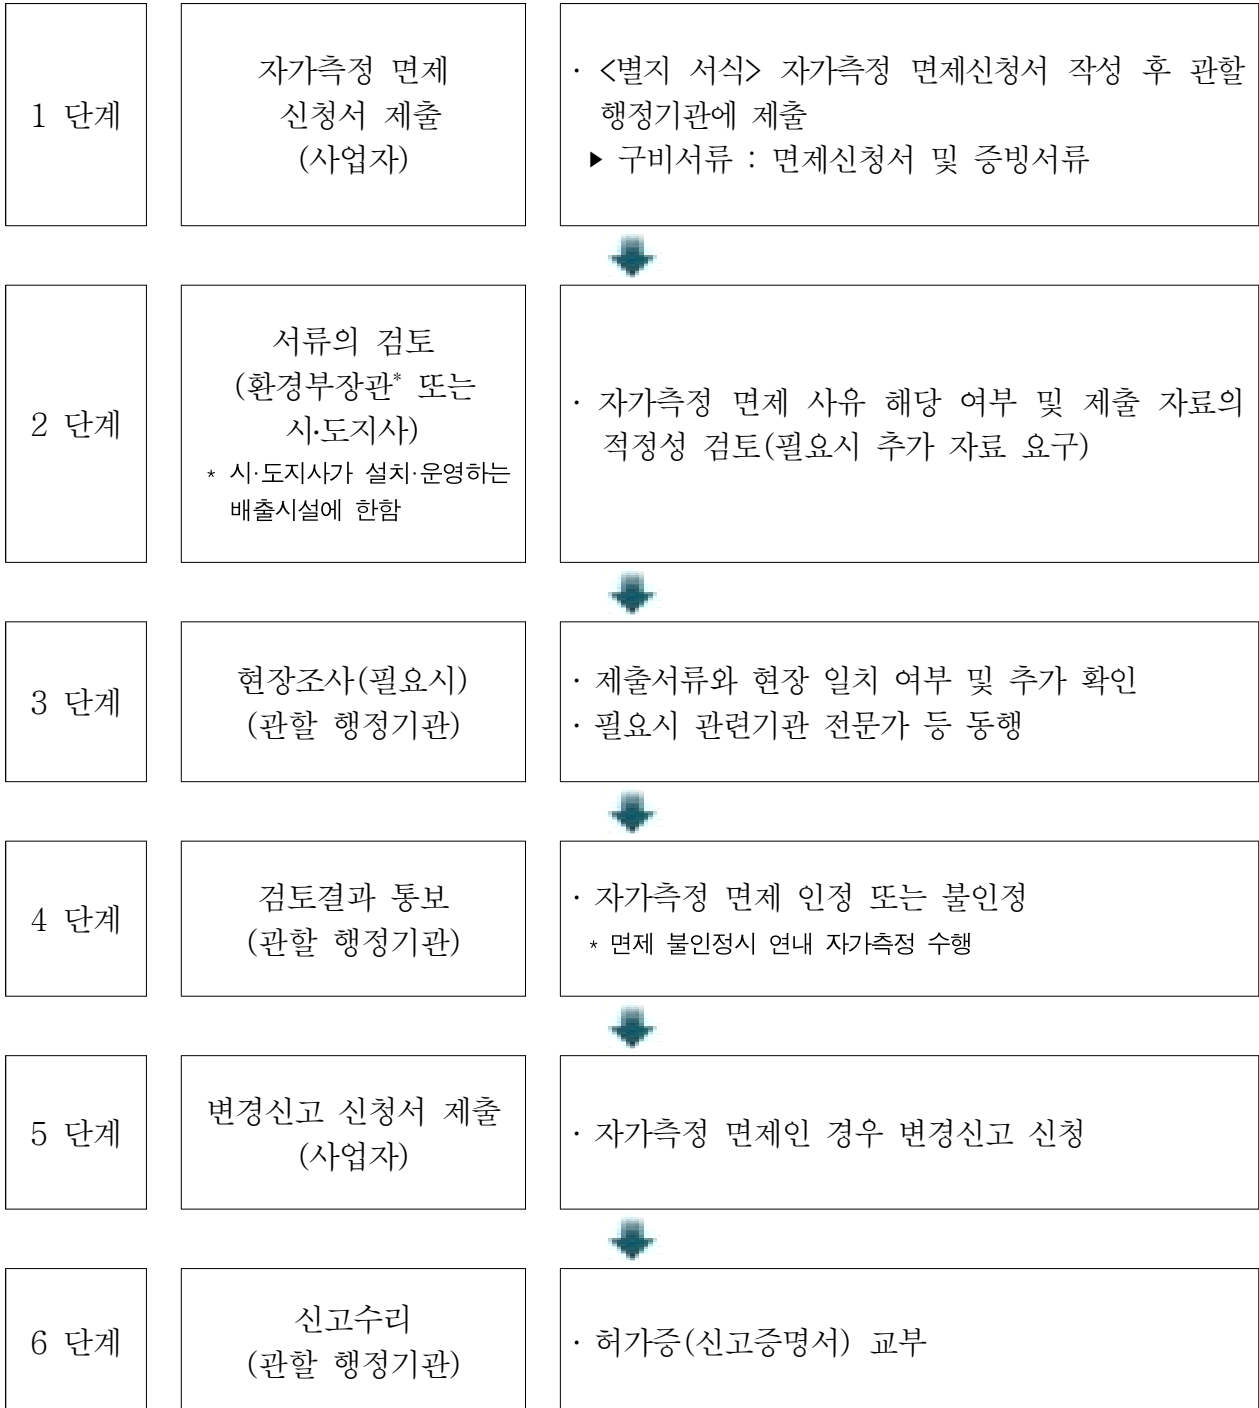 1 단계
자가측정 면제
신청서 제출
(사업자)
· <별지 서식> 자가측정 면제신청서 작성 후 관할
행정기관에 제출
▶ 구비서류 : 면제신청서 및 증빙서류
2 단계
서류의 검토
(환경부장관* 또는
시·도지사)
* 시·도지사가 설치·운영하는
배출시설에 한함
· 자가측정 면제 사유 해당 여부 및 제출 자료의
적정성 검토(필요시 추가 자료 요구)
3 단계
현장조사(필요시)
(관할 행정기관)
· 제출서류와 현장 일치 여부 및 추가 확인
· 필요시 관련기관 전문가 등 동행
4 단계
검토결과 통보
(관할 행정기관)
· 자가측정 면제 인정 또는 불인정
* 면제 불인정시 연내 자가측정 수행
5 단계
변경신고 신청서 제출
(사업자)
· 자가측정 면제인 경우 변경신고 신청
6 단계
신고수리
(관할 행정기관)
· 허가증(신고증명서) 교부